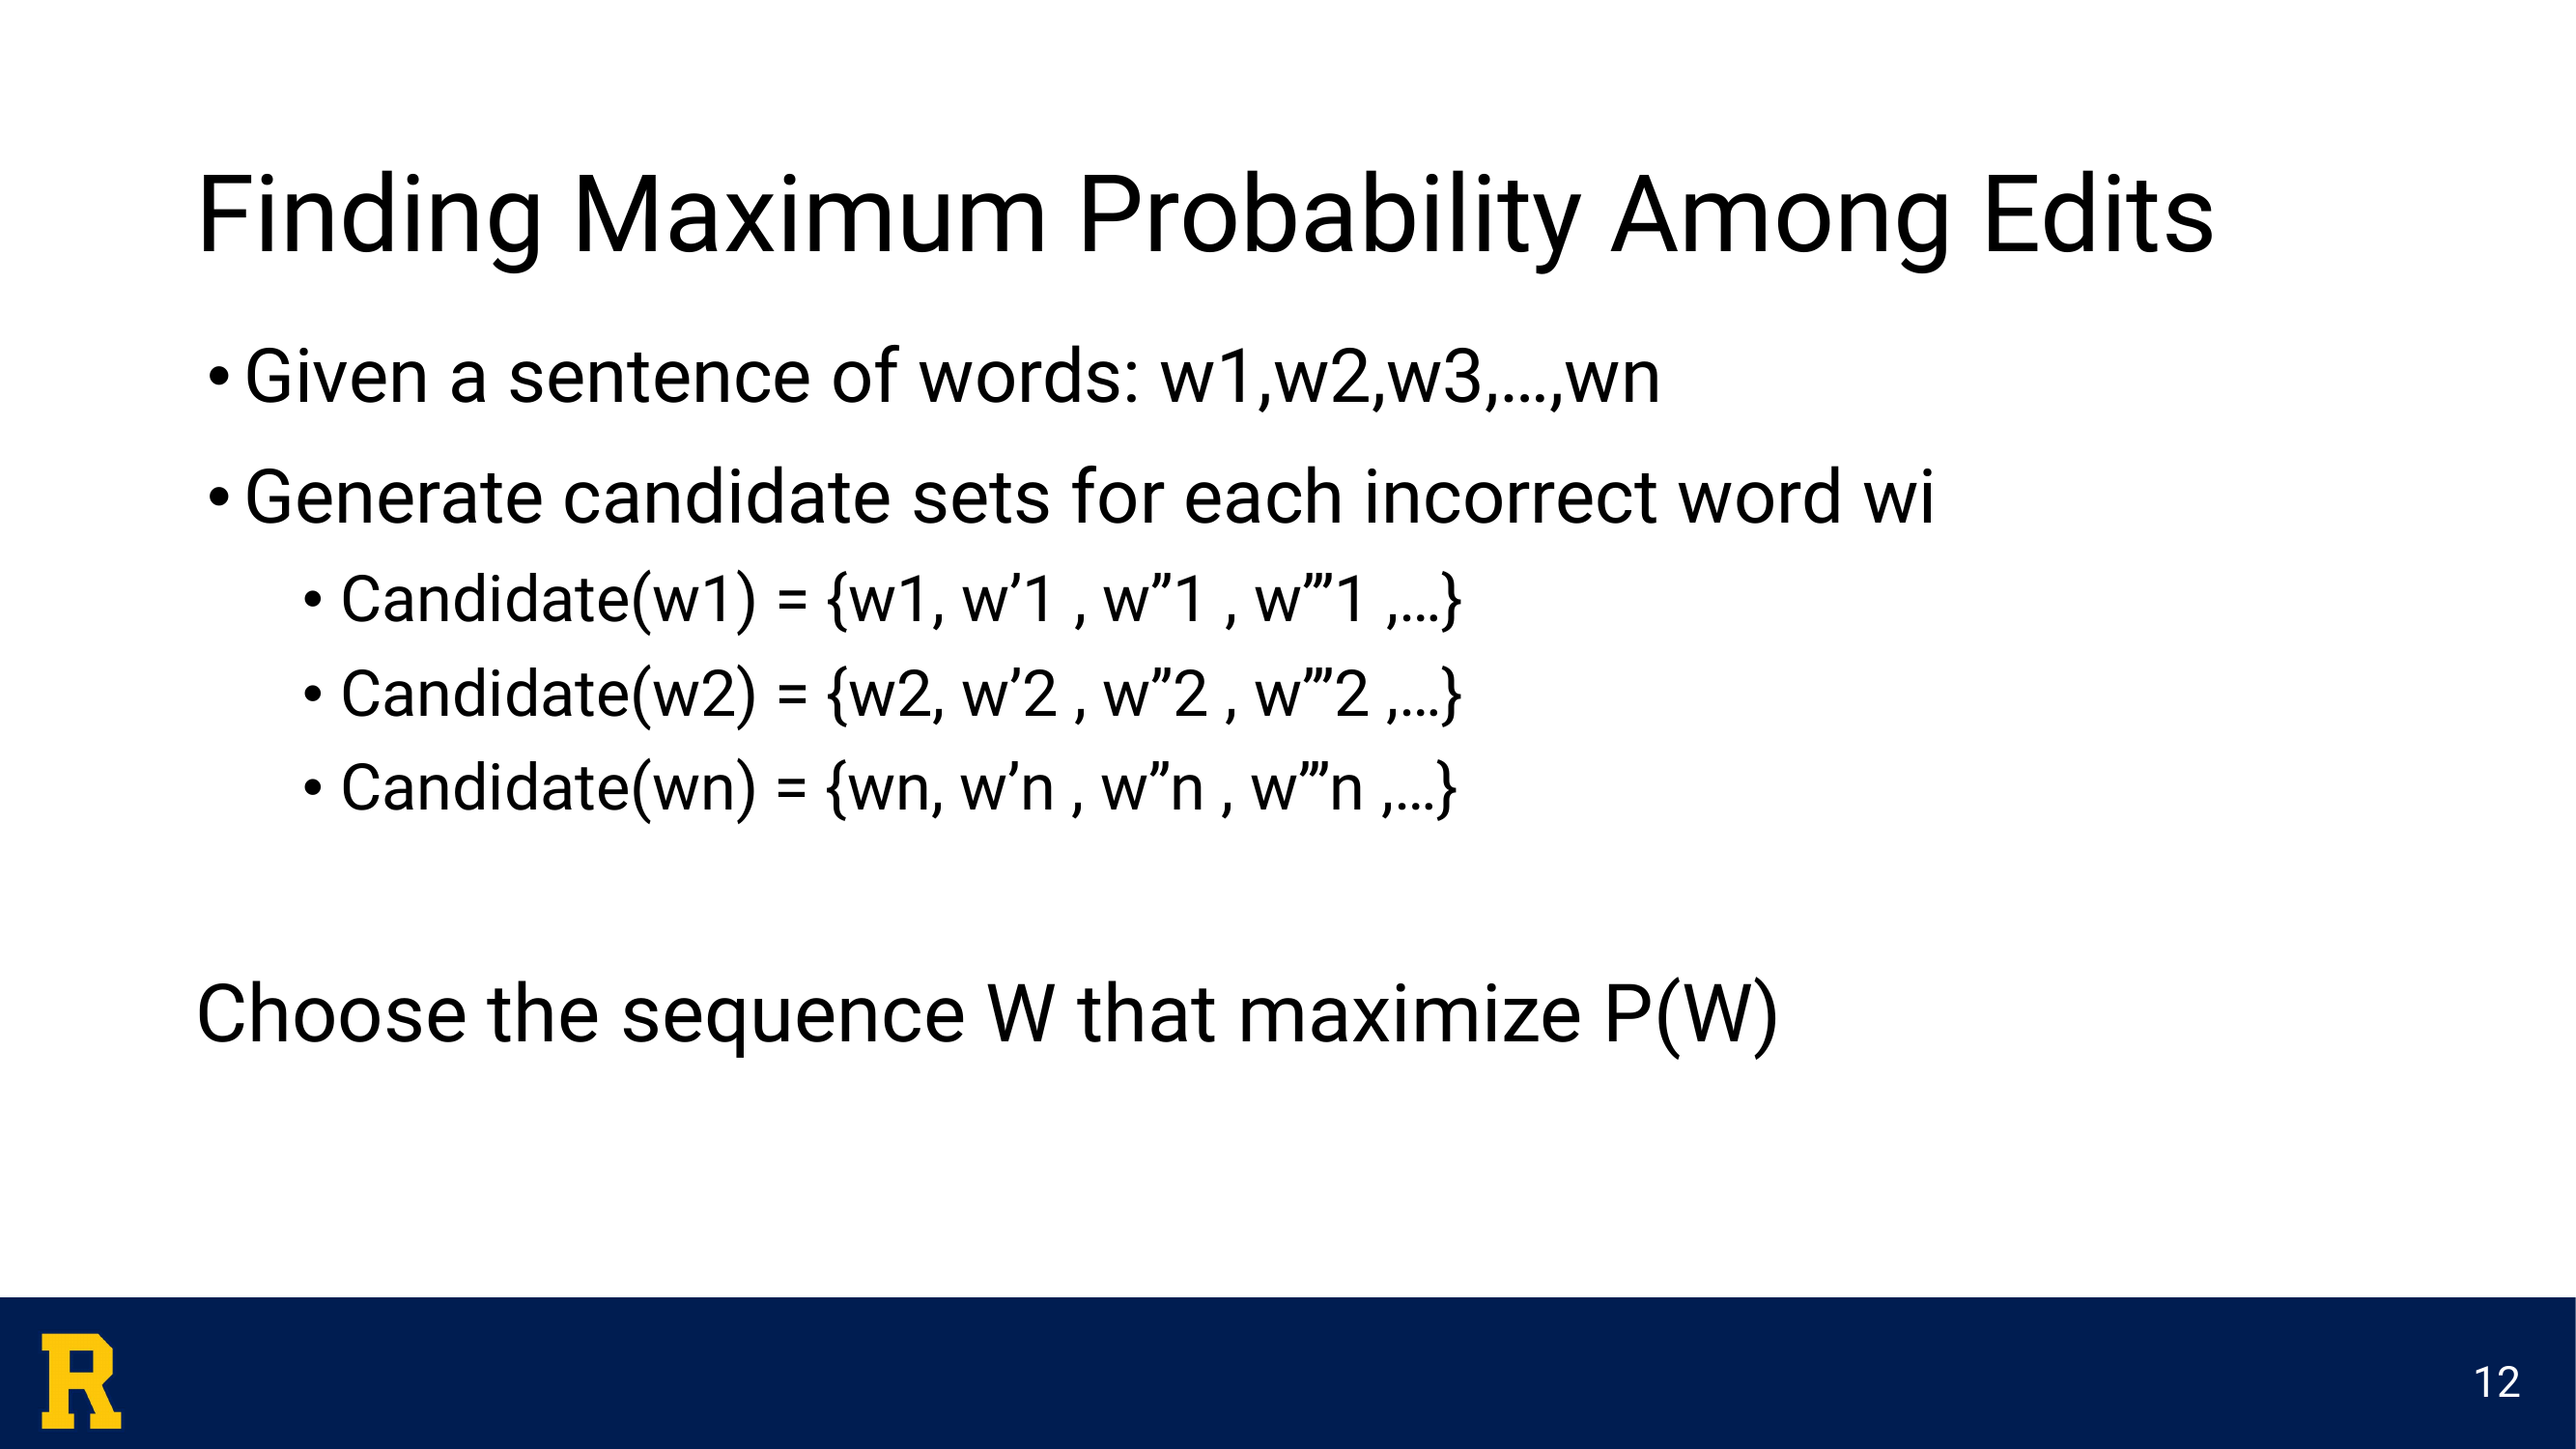 Finding Maximum Probability Among Edits
• Given a sentence of words: w1,w2,w3,…,wn
• Generate candidate sets for each incorrect word wi
• Candidate(w1) = {w1, w’1 , w”1 , w”’1 ,…}
• Candidate(w2) = {w2, w’2 , w”2 , w”’2 ,…}
• Candidate(wn) = {wn, w’n , w”n , w”’n ,…}
Choose the sequence W that maximize P(W)
R
12